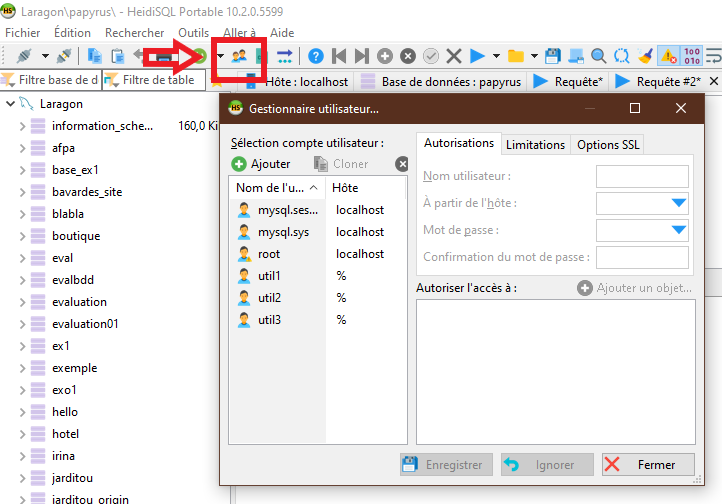 Laragon\papyrus\ - HeidiSQL Portable 10.2.0.5599
Fichier Édition Rechercher Outils Aller à Aide
Filtre base de d Filtre de table Hôte : localhost Base de données : papyrus Requête* Requête #2*
Laragon
information_sche... 160,0 Ki
afpa
base_ex1
bavardes_site
blabla
boutique
eval
evalbdd
evaluation
evaluation01
ex1
exemple
exo1
hello
hotel
irina
jarditou
jarditou_origin
Gestionnaire utilisateur...
Sélection compte utilisateur :
Ajouter Cloner
Nom de l'u... Hôte
mysql.ses... localhost
mysql.sys localhost
root localhost
util1 %
util2 %
util3 %
Autorisations Limitations Options SSL
Nom utilisateur :
À partir de l'hôte :
Mot de passe :
Confirmation du mot de passe :
Autoriser l'accès à : Ajouter un objet...
Enregistrer Ignorer Fermer